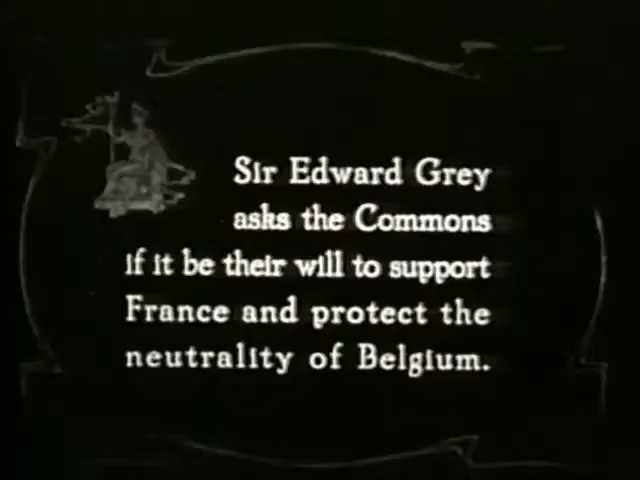 Sir Edward Grey
asks the Commons
if it be their will to support
France and protect the
neutrality of Belgium.